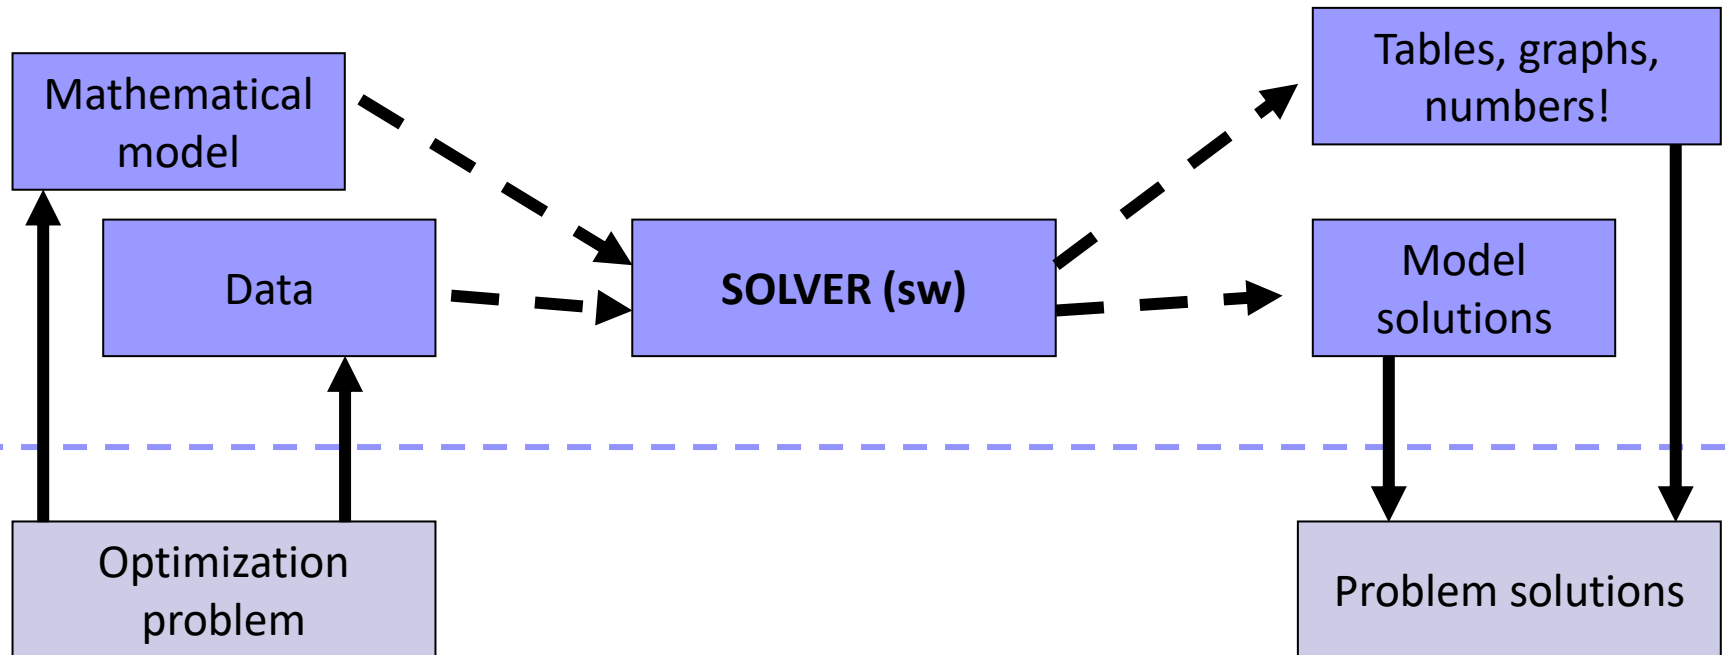 Mathematical
model
Data
SOLVER (sw)
Tables, graphs,
numbers!
Model
solutions
Optimization
problem
Problem solutions